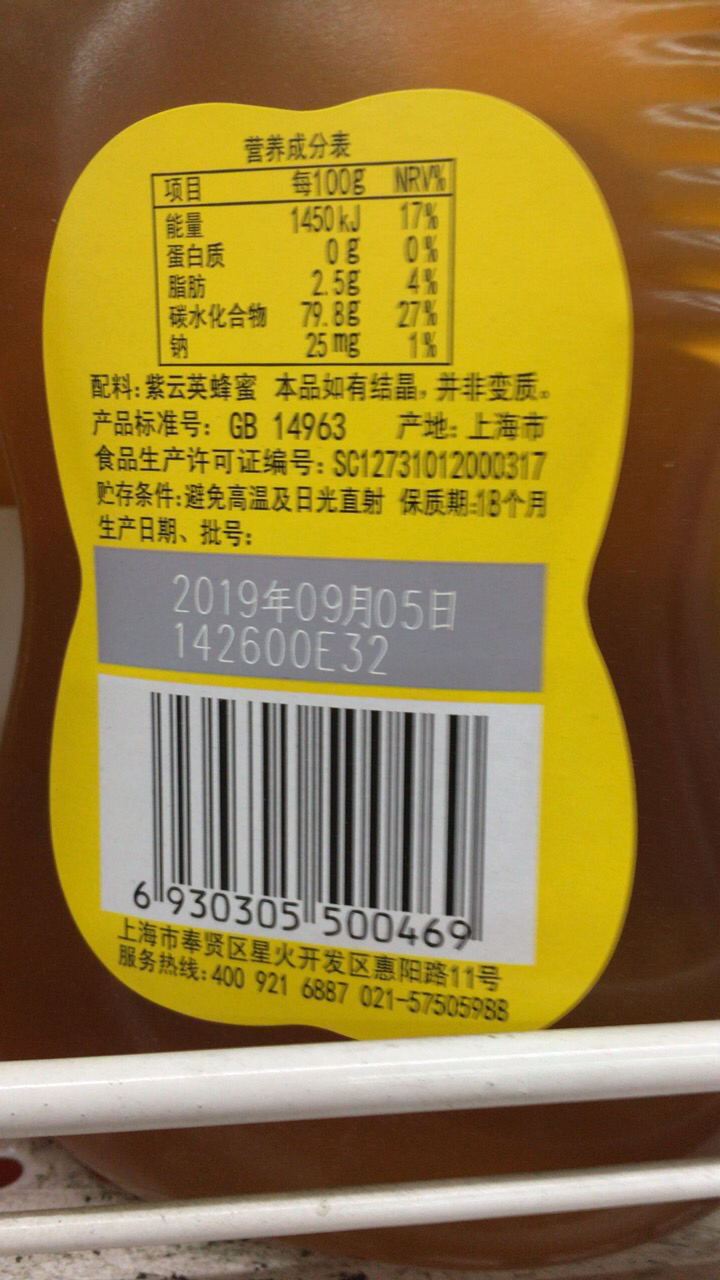 营养成分表
项目 每100g NRV%
能量 1450kJ 17%
蛋白质 0g 0%
脂肪 2.5g 4%
碳水化合物 79.8g 27%
钠 25mg 1%
配料:紫云英蜂蜜 本品如有结晶,并非变质。
产品标准号: GB 14963 产地:上海市
食品生产许可证编号:SC12731012000317
贮存条件:避免高温及日光直射 保质期:18个月
生产日期、批号:
2019年09月05日
142600E32
6 930305 500469
上海市奉贤区星火开发区惠阳路11号
服务热线:400 921 6887 021-57505988